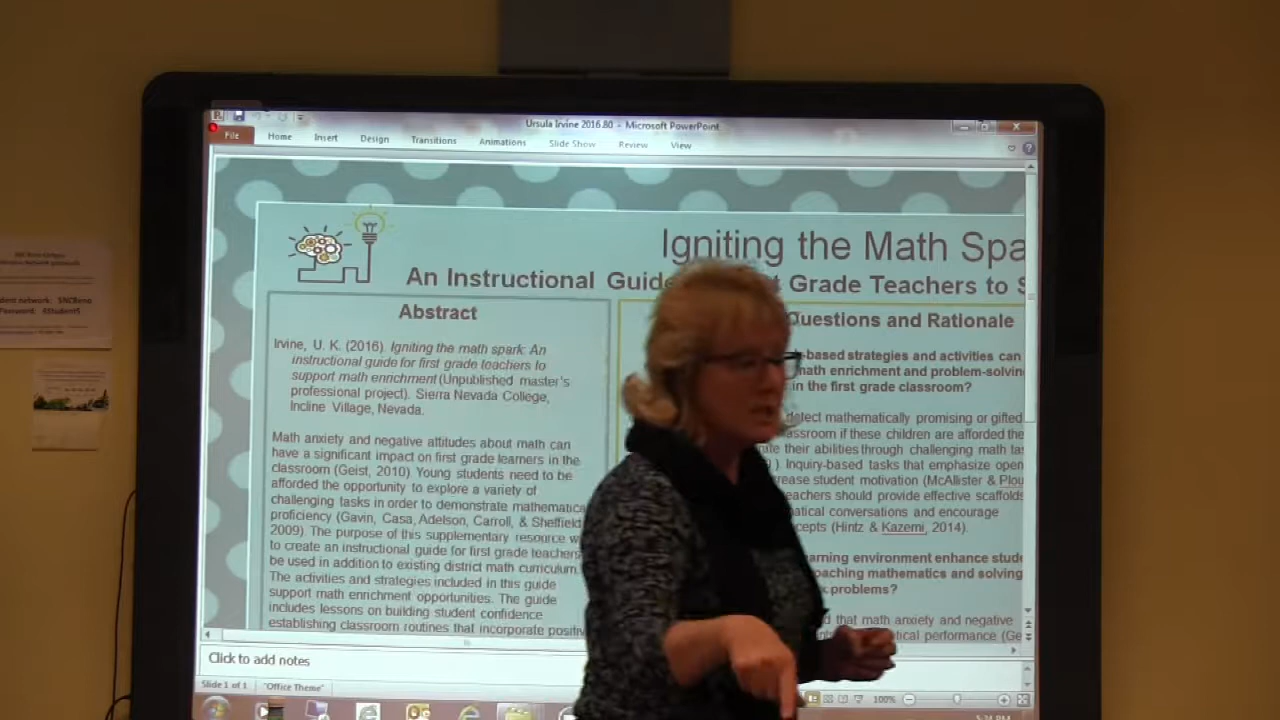 Ursula Irvine 2016.80 - Microsoft PowerPoint
File Home Insert Design Transitions Animations Slide Show Review View
Igniting the Math Spa
An Instructional Guide t Grade Teachers to S
Abstract
Irvine, U. K. (2016). Igniting the math spark: An
instructional guide for first grade teachers to
support math enrichment (Unpublished master's
professional project). Sierra Nevada College,
Incline Village, Nevada.
Math anxiety and negative attitudes about math can
have a significant impact on first grade learners in the
classroom (Geist, 2010). Young students need to be
afforded the opportunity to explore a variety of
challenging tasks in order to demonstrate mathematica
proficiency (Gavin, Casa, Adelson, Carroll, & Sheffield
2009). The purpose of this supplementary resource w
to create an instructional guide for first grade teachers
be used in addition to existing district math curriculum.
The activities and strategies included in this guide
support math enrichment opportunities. The guide
includes lessons on building student confidence
establishing classroom routines that incorporate positiv
Questions and Rationale
-based strategies and activities can
math enrichment and problem-solvin
in the first grade classroom?
detect mathematically promising or gifted
assroom if these children are afforded the
their abilities through challenging math ta
). Inquiry-based tasks that emphasize open
rease student motivation (McAllister & Plou
eachers should provide effective scaffolds
atical conversations and encourage
cepts (Hintz & Kazemi, 2014).
arning environment enhance stude
oaching mathematics and solving
problems?
d that math anxiety and negative
tical performance (Ge
Click to add notes
Slide 1 of 1 "Office Theme" 100%
5:24 PM